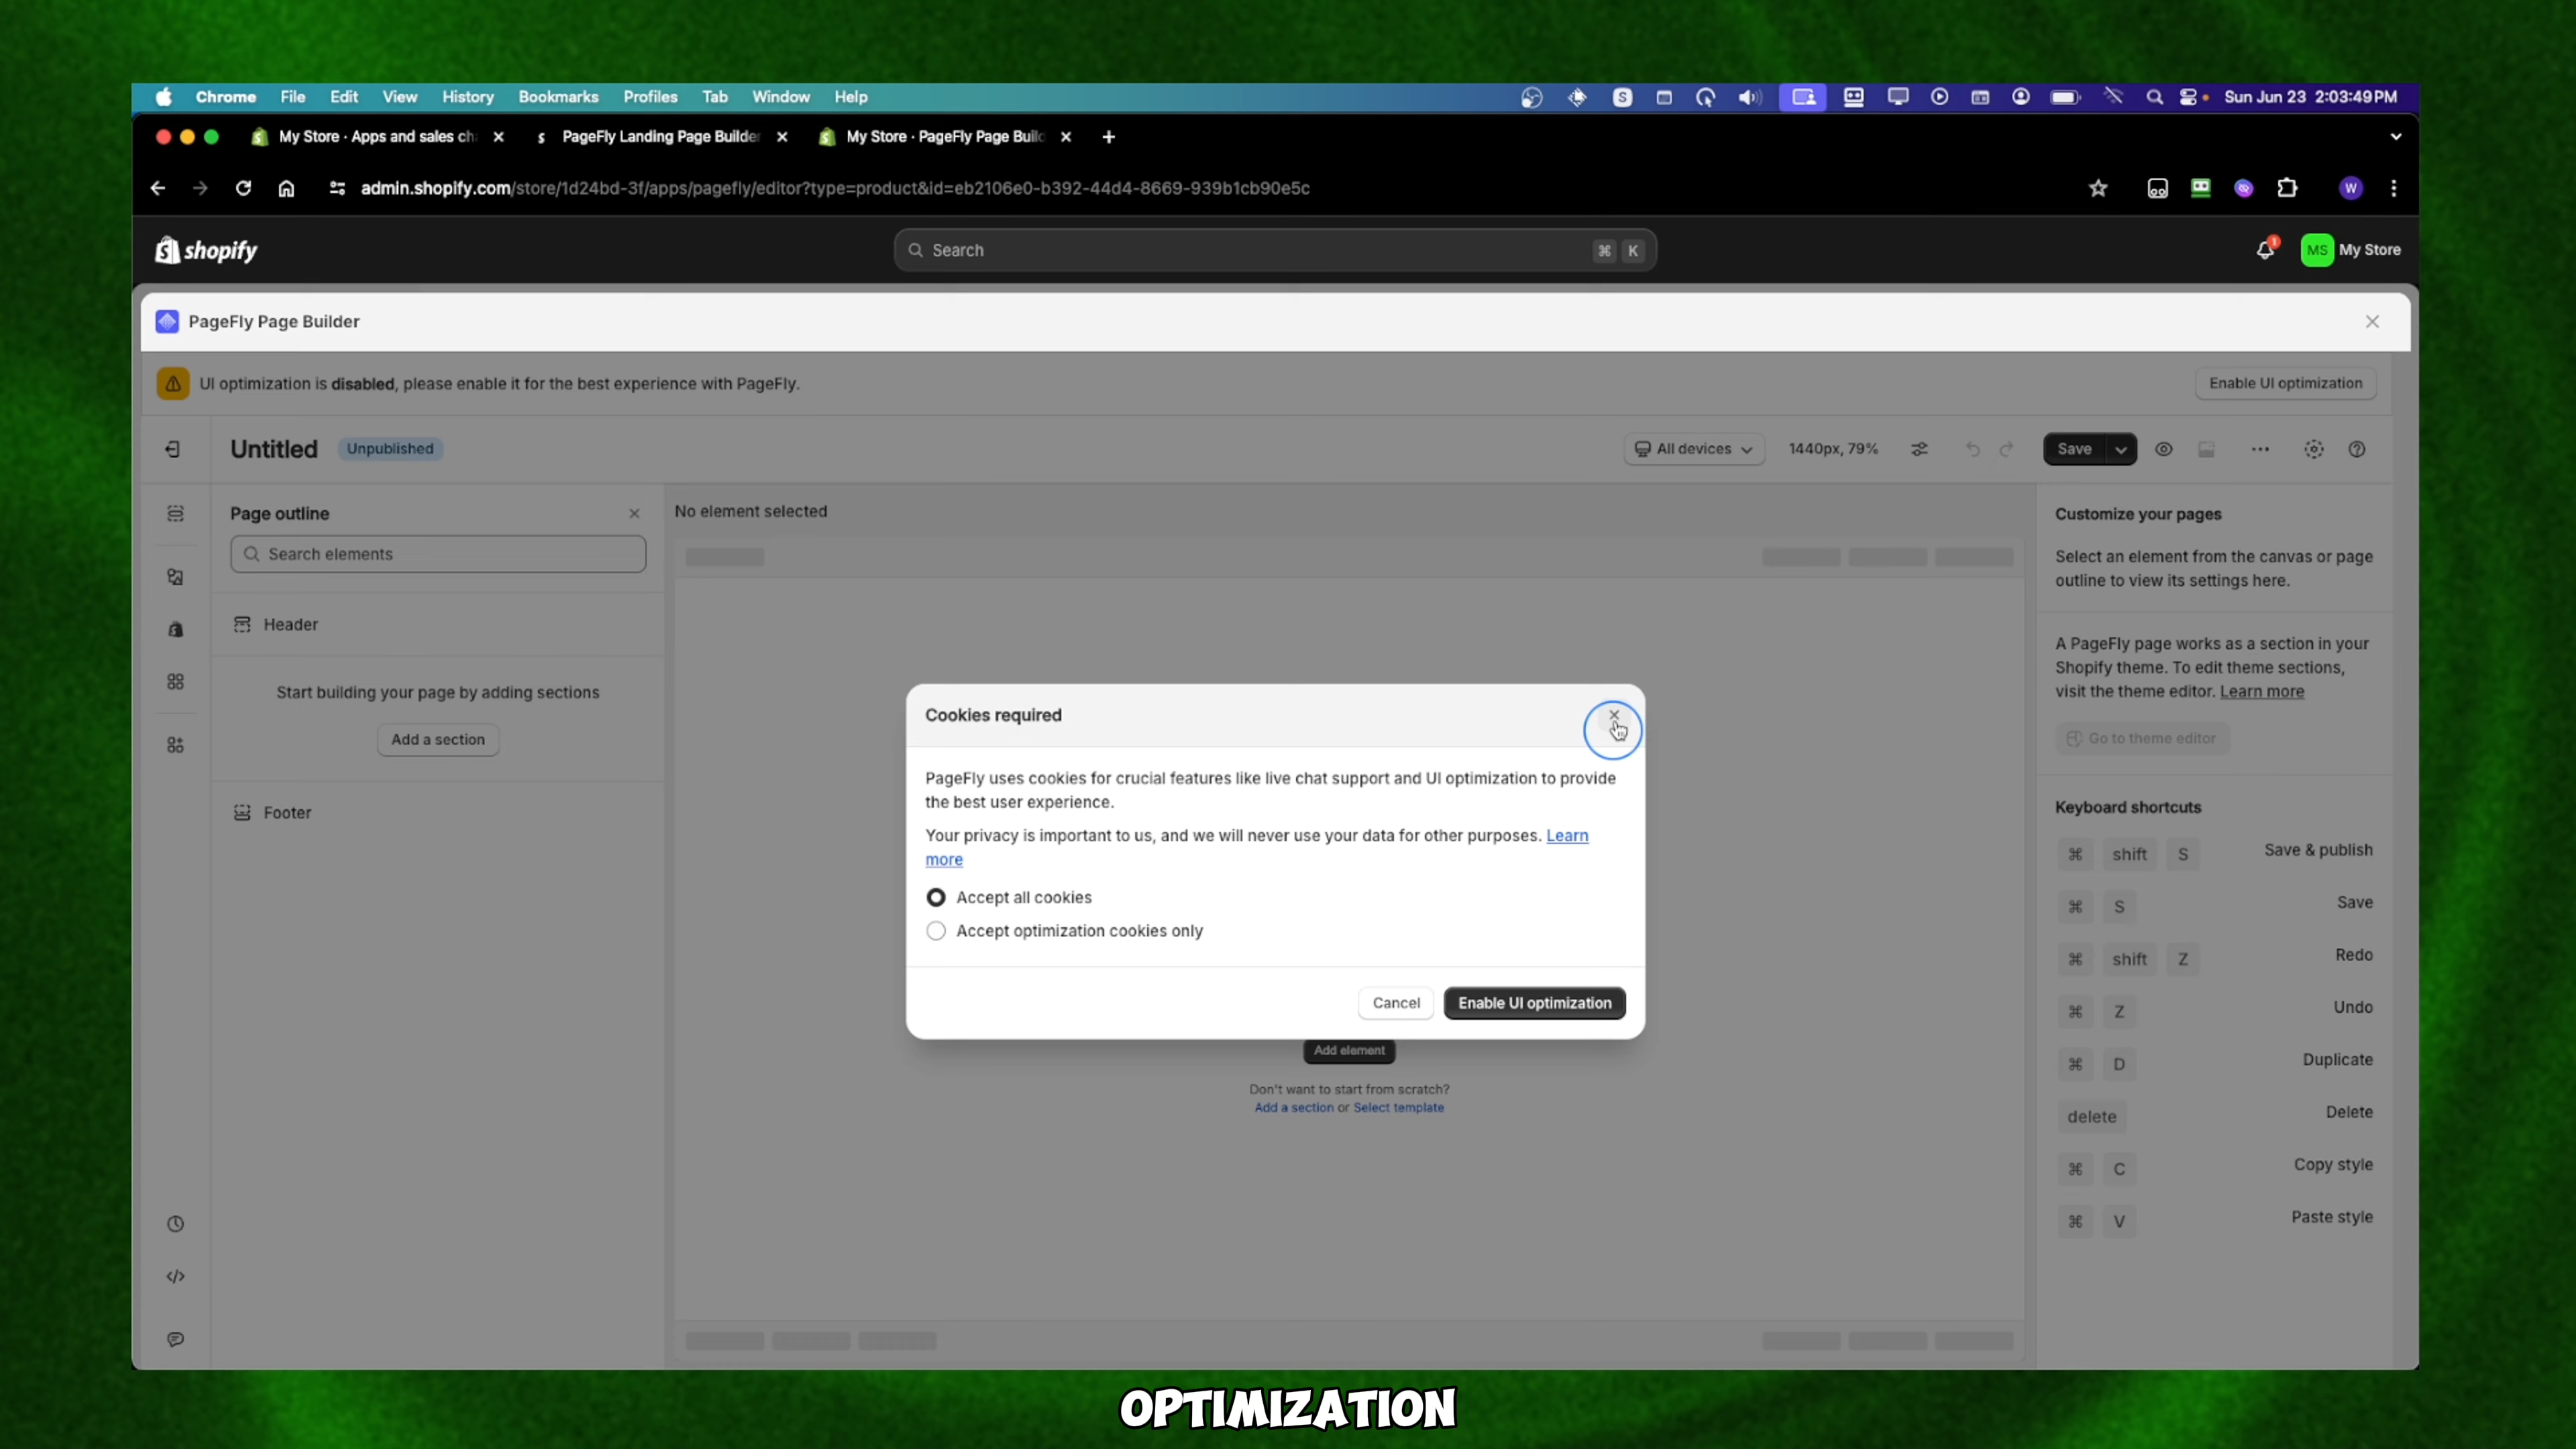 Chrome File Edit View History Bookmarks Profiles Tab Window Help
Sun Jun 23 2:03:49 PM
My Store · Apps and sales ch
PageFly Landing Page Builder
My Store · PageFly Page Build
admin.shopify.com/store/1d24bd-3f/apps/pagefly/editor?type=product&id=eb2106e0-b392-44d4-8669-939b1cb90e5c
W
shopify
Search
⌘ K
1
MS My Store
PageFly Page Builder
UI optimization is disabled, please enable it for the best experience with PageFly.
Enable UI optimization
Untitled Unpublished
All devices
1440px, 79%
Save
Page outline
Search elements
Header
Start building your page by adding sections
Add a section
Footer
No element selected
Cookies required
PageFly uses cookies for crucial features like live chat support and UI optimization to provide
the best user experience.
Your privacy is important to us, and we will never use your data for other purposes. Learn
more
Accept all cookies
Accept optimization cookies only
Cancel
Enable UI optimization
Add element
Don't want to start from scratch?
Add a section or Select template
Customize your pages
Select an element from the canvas or page
outline to view its settings here.
A PageFly page works as a section in your
Shopify theme. To edit theme sections,
visit the theme editor. Learn more
Go to theme editor
Keyboard shortcuts
⌘ shift S Save & publish
⌘ S Save
⌘ shift Z Redo
⌘ Z Undo
⌘ D Duplicate
delete Delete
⌘ C Copy style
⌘ V Paste style
OPTIMIZATION